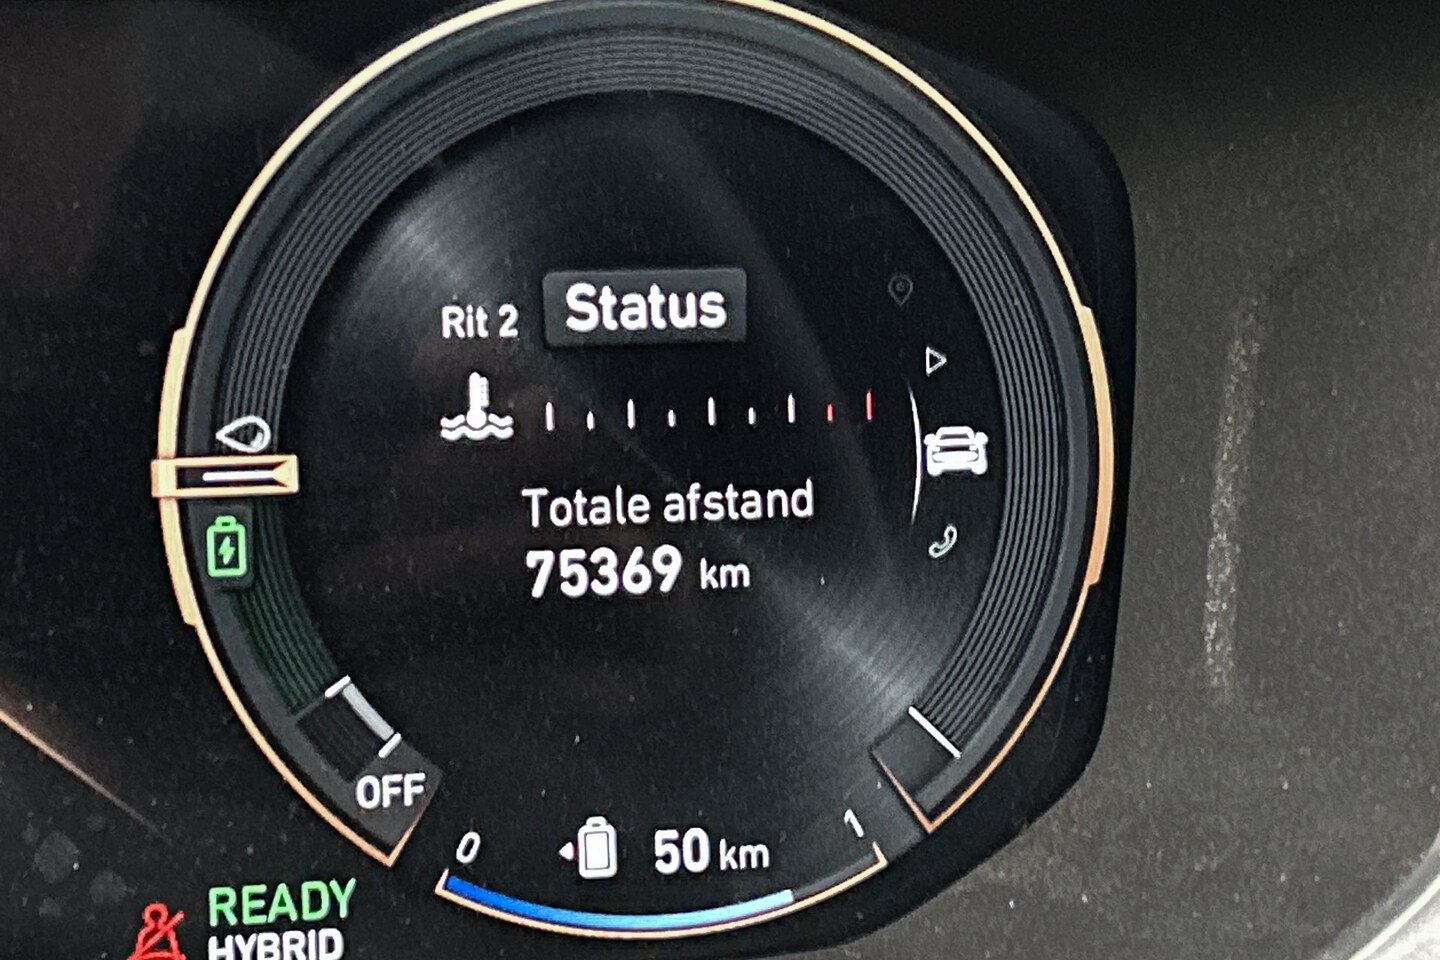 Rit 2 Status
Totale afstand
75369 km
OFF
0 50 km 1
READY
HYBRID